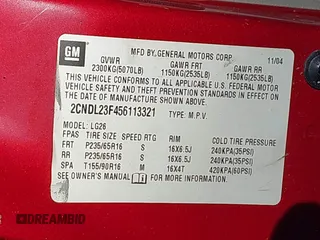 GM
MFD BY GENERAL MOTORS CORP 11/04
GVWR GAWR FRT GAWR RR
2300KG(5070LB) 1150KG(2535LB) 1150KG(2535LB)
THIS VEHICLE CONFORMS TO ALL APPLICABLE U.S. FEDERAL MOTOR
VEHICLE SAFETY AND THEFT PREVENTION STANDARDS IN EFFECT ON
THE DATE OF MANUFACTURE SHOWN ABOVE.
2CNDL23F456113321 TYPE: M.P.V.
MODEL: LG26
FPAS TIRE SIZE SPEED RTG RIM COLD TIRE PRESSURE
FRT P235/65R16 S 16X6.5J 240KPA(35PSI)
RR P235/65R16 S 16X6.5J 240KPA(35PSI)
SPA T155/90R16 M 16X4T 420KPA(60PSI)
SEE OWNER'S MANUAL FOR ADDITIONAL INFORMATION
DREAMBID